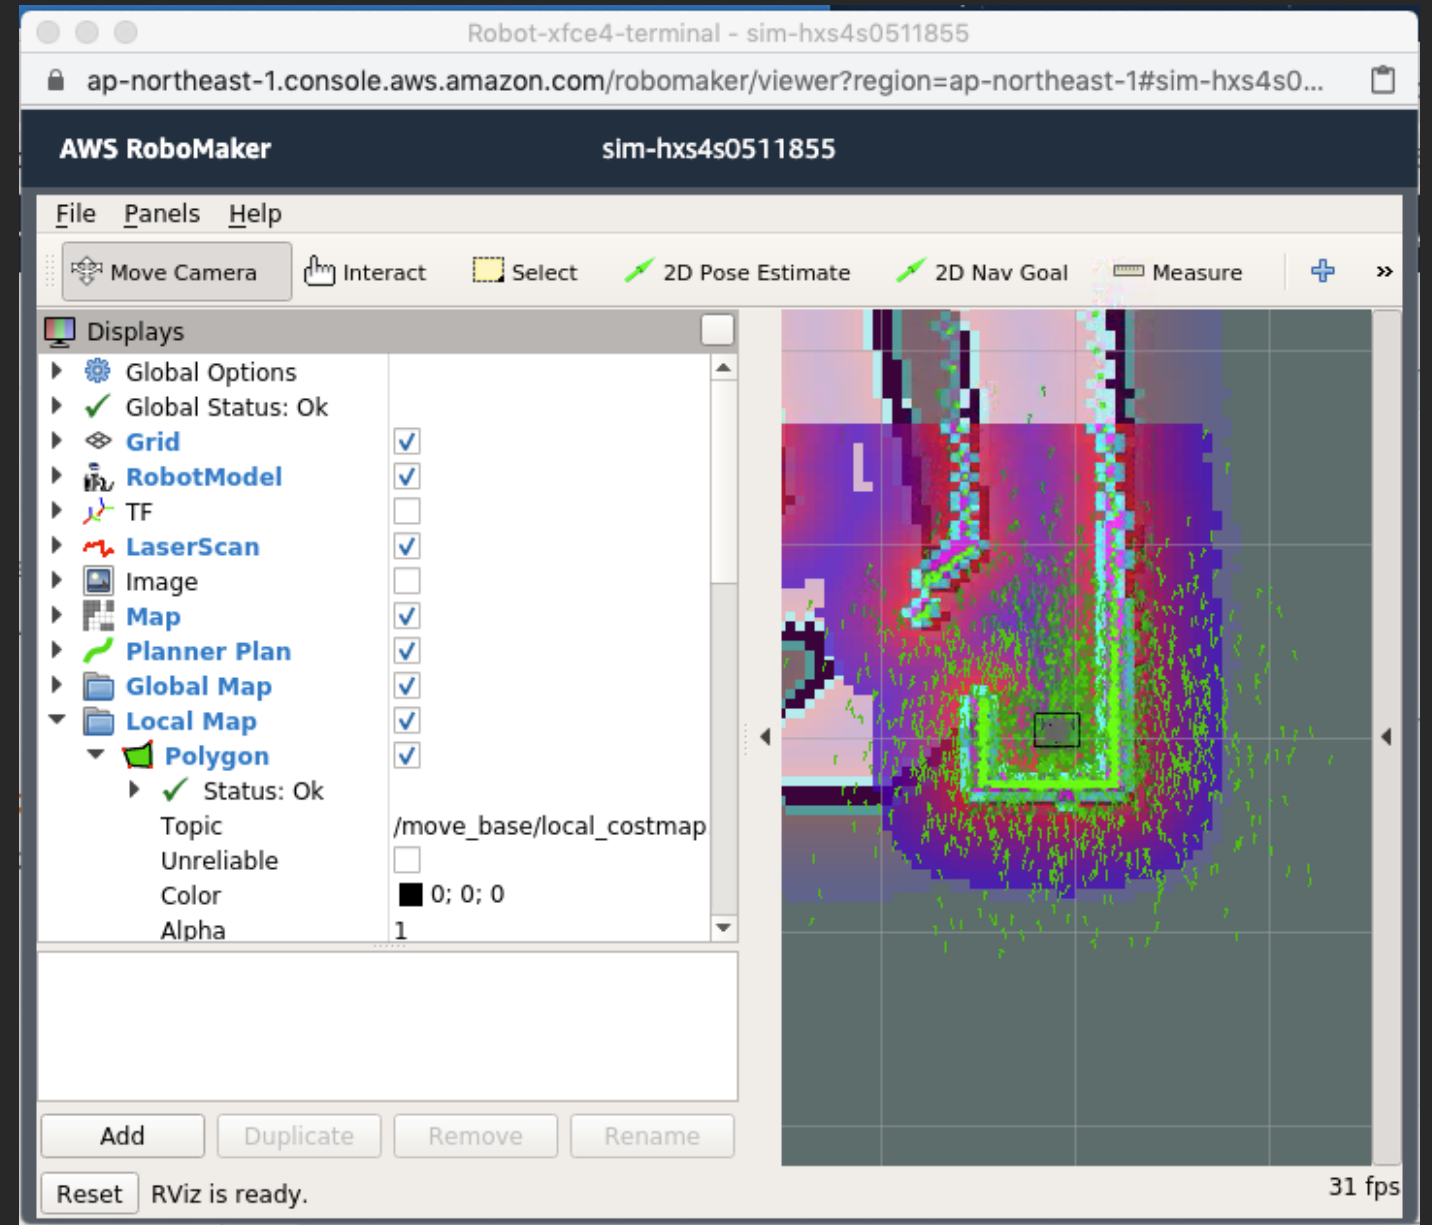 Robot-xfce4-terminal - sim-hxs4s0511855
ap-northeast-1.console.aws.amazon.com/robomaker/viewer?region=ap-northeast-1#sim-hxs4s0...
AWS RoboMaker sim-hxs4s0511855
File Panels Help
Move Camera Interact Select 2D Pose Estimate 2D Nav Goal Measure »
Displays
Global Options
Global Status: Ok
Grid
RobotModel
TF
LaserScan
Image
Map
Planner Plan
Global Map
Local Map
Polygon
Status: Ok
Topic /move_base/local_costmap
Unreliable
Color 0; 0; 0
Alpha 1
Add Duplicate Remove Rename
Reset RViz is ready. 31 fps